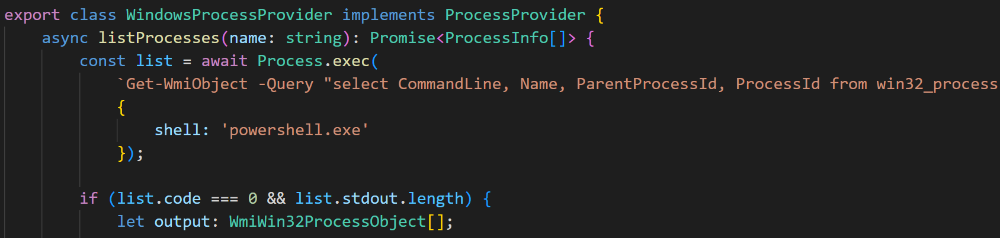 export class WindowsProcessProvider implements ProcessProvider {
async listProcesses(name: string): Promise<ProcessInfo[]> {
const list = await Process.exec(
`Get-WmiObject -Query "select CommandLine, Name, ParentProcessId, ProcessId from win32_process
{
shell: 'powershell.exe'
});
if (list.code === 0 && list.stdout.length) {
let output: WmiWin32ProcessObject[];